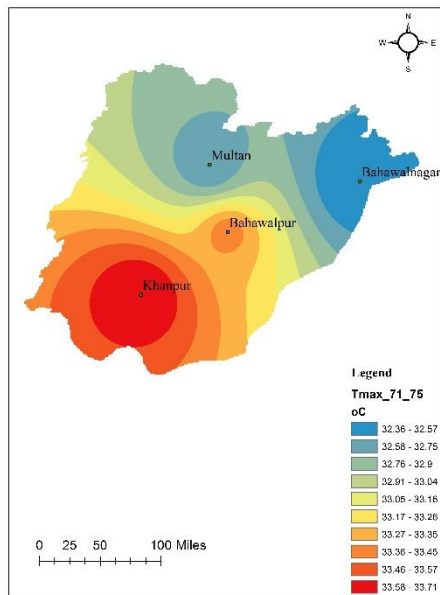 N
W E
S
Multan
Bahawalnagar
Bahawalpur
Khanpur
Legend
Tmax_71_75
oC
32.36 - 32.57
32.58 - 32.75
32.76 - 32.9
32.91 - 33.04
33.05 - 33.16
33.17 - 33.26
33.27 - 33.35
33.36 - 33.45
33.46 - 33.57
33.58 - 33.71
0 25 50 100 Miles